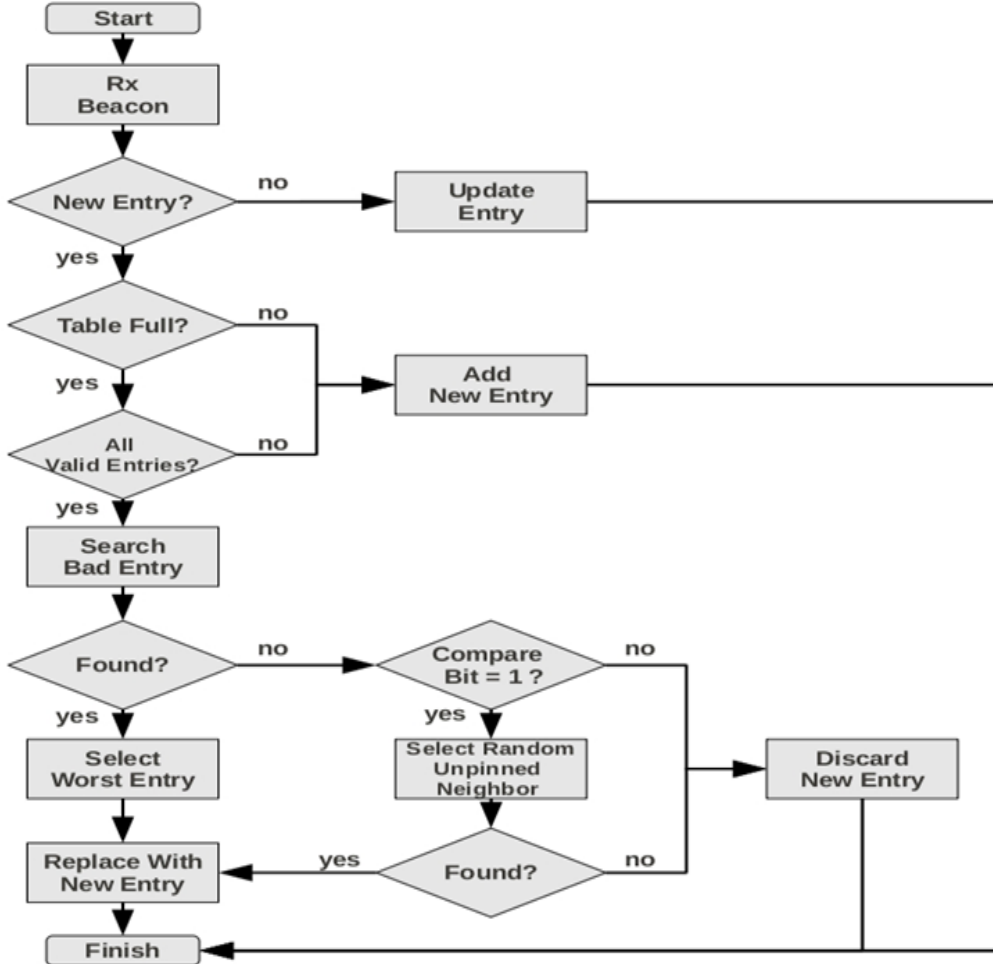 Start
Rx
Beacon
New Entry?
no
Update
Entry
yes
Table Full?
no
yes
Add
New Entry
All
Valid Entries?
no
yes
Search
Bad Entry
Found?
no
Compare
Bit = 1 ?
no
yes
yes
Select
Worst Entry
Select Random
Unpinned
Neighbor
Discard
New Entry
Replace With
New Entry
yes
Found?
no
Finish